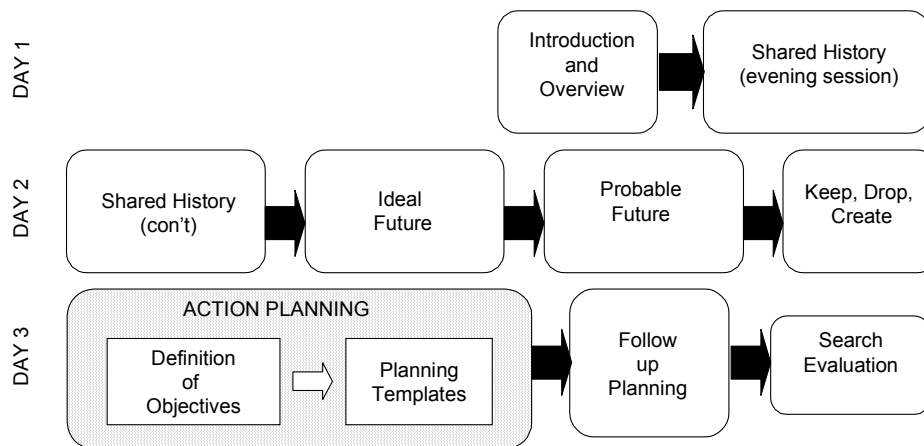 DAY 1
Introduction
and
Overview
Shared History
(evening session)
DAY 2
Shared History
(con't)
Ideal
Future
Probable
Future
Keep, Drop,
Create
DAY 3
ACTION PLANNING
Definition
of
Objectives
Planning
Templates
Follow
up
Planning
Search
Evaluation